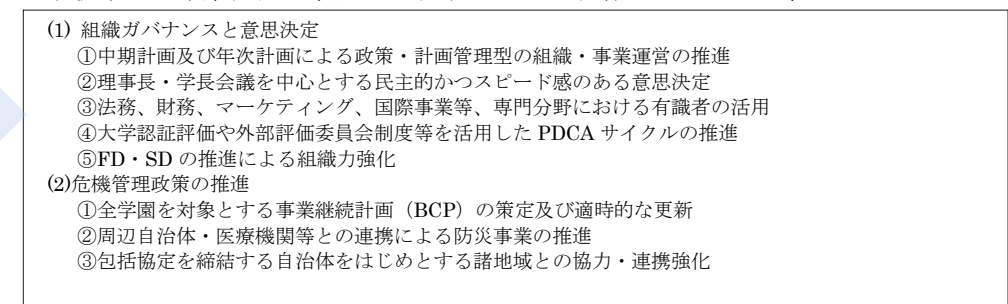 (1) 組織ガバナンスと意思決定
①中期計画及び年次計画による政策・計画管理型の組織・事業運営の推進
②理事長・学長会議を中心とする民主的かつスピード感のある意思決定
③法務、財務、マーケティング、国際事業等、専門分野における有識者の活用
④大学認証評価や外部評価委員会制度等を活用した PDCA サイクルの推進
⑤FD・SD の推進による組織力強化
(2)危機管理政策の推進
①全学園を対象とする事業継続計画（BCP）の策定及び適時的な更新
②周辺自治体・医療機関等との連携による防災事業の推進
③包括協定を締結する自治体をはじめとする諸地域との協力・連携強化